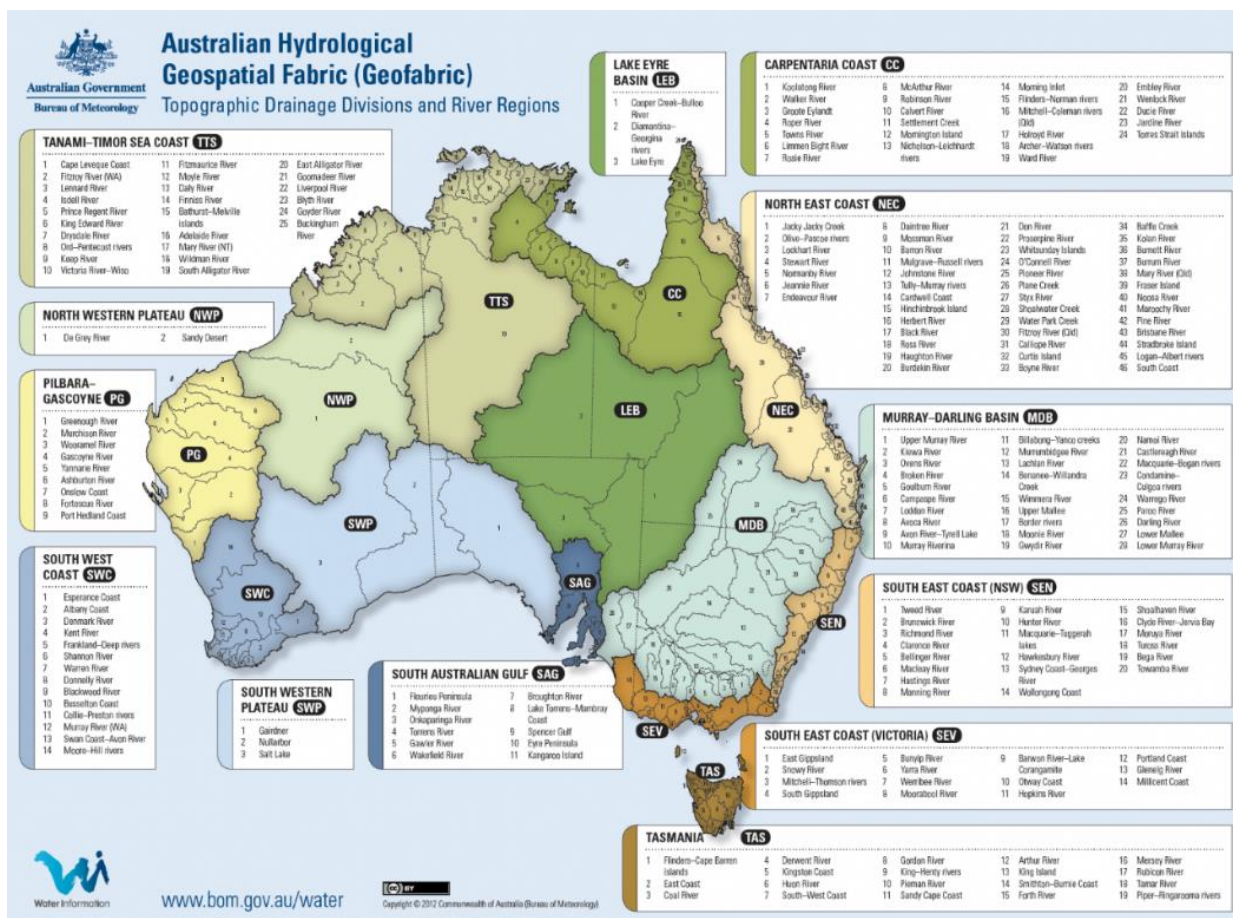 Australian Government
Bureau of Meteorology
Australian Hydrological
Geospatial Fabric (Geofabric)
Topographic Drainage Divisions and River Regions
TANAMI–TIMOR SEA COAST TTS
1 Cape Leveque Coast
2 Fitzroy River (WA)
3 Lennard River
4 Isdell River
5 Prince Regent River
6 King Edward River
7 Drysdale River
8 Ord–Pentecost rivers
9 Keep River
10 Victoria River–Wiso
11 Fitzmaurice River
12 Moyle River
13 Daly River
14 Finniss River
15 Bathurst–Melville
Islands
16 Adelaide River
17 Mary River (NT)
18 Wildman River
19 South Alligator River
20 East Alligator River
21 Goomadeer River
22 Liverpool River
23 Blyth River
24 Goyder River
25 Buckingham
River
NORTH WESTERN PLATEAU NWP
1 De Grey River
2 Sandy Desert
PILBARA–
GASCOYNE PG
1 Greenough River
2 Murchison River
3 Wooramel River
4 Gascoyne River
5 Yannarie River
6 Ashburton River
7 Onslow Coast
8 Fortescue River
9 Port Hedland Coast
SOUTH WEST
COAST SWC
1 Esperance Coast
2 Albany Coast
3 Denmark River
4 Kent River
5 Frankland–Deep rivers
6 Shannon River
7 Warren River
8 Donnelly River
9 Blackwood River
10 Busselton Coast
11 Collie–Preston rivers
12 Murray River (WA)
13 Swan Coast–Avon River
14 Moore–Hill rivers
SOUTH WESTERN
PLATEAU SWP
1 Gairdner
2 Nullarbor
3 Salt Lake
SOUTH AUSTRALIAN GULF SAG
1 Fleurieu Peninsula
2 Myponga River
3 Onkaparinga River
4 Torrens River
5 Gawler River
6 Wakefield River
7 Broughton River
8 Lake Torrens–Mambray
Coast
9 Spencer Gulf
10 Eyre Peninsula
11 Kangaroo Island
LAKE EYRE
BASIN LEB
1 Cooper Creek–Bulloo
River
2 Diamantina–
Georgina
rivers
3 Lake Eyre
CARPENTARIA COAST CC
1 Koolatong River
2 Walker River
3 Groote Eylandt
4 Roper River
5 Towns River
6 Limmen Bight River
7 Rosie River
8 McArthur River
9 Robinson River
10 Calvert River
11 Settlement Creek
12 Mornington Island
13 Nicholson–Leichhardt
rivers
14 Morning Inlet
15 Flinders–Norman rivers
16 Mitchell–Coleman rivers
(Qld)
17 Holroyd River
18 Archer–Watson rivers
19 Ward River
20 Embley River
21 Wenlock River
22 Ducie River
23 Jardine River
24 Torres Strait Islands
NORTH EAST COAST NEC
1 Jacky Jacky Creek
2 Olive–Pascoe rivers
3 Lockhart River
4 Stewart River
5 Normanby River
6 Jeannie River
7 Endeavour River
8 Daintree River
9 Mossman River
10 Barron River
11 Mulgrave–Russell rivers
12 Johnstone River
13 Tully–Murray rivers
14 Cardwell Coast
15 Hinchinbrook Island
16 Herbert River
17 Black River
18 Ross River
19 Haughton River
20 Burdekin River
21 Don River
22 Proserpine River
23 Whitsunday Islands
24 O'Connell River
25 Pioneer River
26 Plane Creek
27 Styx River
28 Shoalwater Creek
29 Water Park Creek
30 Fitzroy River (Qld)
31 Calliope River
32 Curtis Island
33 Boyne River
34 Baffle Creek
35 Kolan River
36 Burnett River
37 Burrum River
38 Mary River (Qld)
39 Fraser Island
40 Noosa River
41 Maroochy River
42 Pine River
43 Brisbane River
44 Stradbroke Island
45 Logan–Albert rivers
46 South Coast
MURRAY–DARLING BASIN MDB
1 Upper Murray River
2 Kiewa River
3 Ovens River
4 Broken River
5 Goulburn River
6 Campaspe River
7 Loddon River
8 Avoca River
9 Avon River–Tyrell Lake
10 Murray Riverina
11 Billabong–Yanco creeks
12 Murrumbidgee River
13 Lachlan River
14 Benanee–Willandra
Creek
15 Wimmera River
16 Upper Mallee
17 Border rivers
18 Moonie River
19 Gwydir River
20 Namoi River
21 Castlereagh River
22 Macquarie–Bogan rivers
23 Condamine–
Culgoa rivers
24 Warrego River
25 Paroo River
26 Darling River
27 Lower Mallee
28 Lower Murray River
SOUTH EAST COAST (NSW) SEN
1 Tweed River
2 Brunswick River
3 Richmond River
4 Clarence River
5 Bellinger River
6 Macleay River
7 Hastings River
8 Manning River
9 Karuah River
10 Hunter River
11 Macquarie–Tuggerah
lakes
12 Hawkesbury River
13 Sydney Coast–Georges
River
14 Wollongong Coast
15 Shoalhaven River
16 Clyde River–Jervis Bay
17 Moruya River
18 Tuross River
19 Bega River
20 Towamba River
SOUTH EAST COAST (VICTORIA) SEV
1 East Gippsland
2 Snowy River
3 Mitchell–Thomson rivers
4 South Gippsland
5 Bunyip River
6 Yarra River
7 Werribee River
8 Moorabool River
9 Barwon River–Lake
Corangamite
10 Otway Coast
11 Hopkins River
12 Portland Coast
13 Glenelg River
14 Millicent Coast
TASMANIA TAS
1 Flinders–Cape Barren
Islands
2 East Coast
3 Coal River
4 Derwent River
5 Kingston Coast
6 Huon River
7 South–West Coast
8 Gordon River
9 King–Henty rivers
10 Pieman River
11 Sandy Cape Coast
12 Arthur River
13 King Island
14 Smithton–Burnie Coast
15 Forth River
16 Mersey River
17 Rubicon River
18 Tamar River
19 Piper–Ringarooma rivers
TTS
CC
NWP
LEB
NEC
PG
SWP
MDB
SWC
SAG
SEN
SEV
TAS
Water Information
www.bom.gov.au/water
cc BY
Copyright © 2012 Commonwealth of Australia (Bureau of Meteorology)